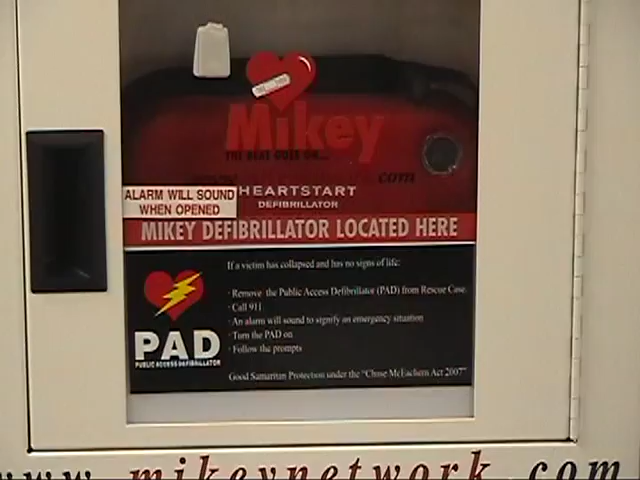 Mikey
THE BEAT GOES ON...
.com
HEARTSTART
DEFIBRILLATOR
ALARM WILL SOUND
WHEN OPENED
MIKEY DEFIBRILLATOR LOCATED HERE
If a victim has collapsed and has no signs of life:
· Remove the Public Access Defibrillator (PAD) from Rescue Case.
· Call 911
· An alarm will sound to signify an emergency situation
· Turn the PAD on
· Follow the prompts
PAD
PUBLIC ACCESS DEFIBRILLATOR
Good Samaritan Protection under the "Chase McEachern Act 2007"
www.mikeynetwork.com